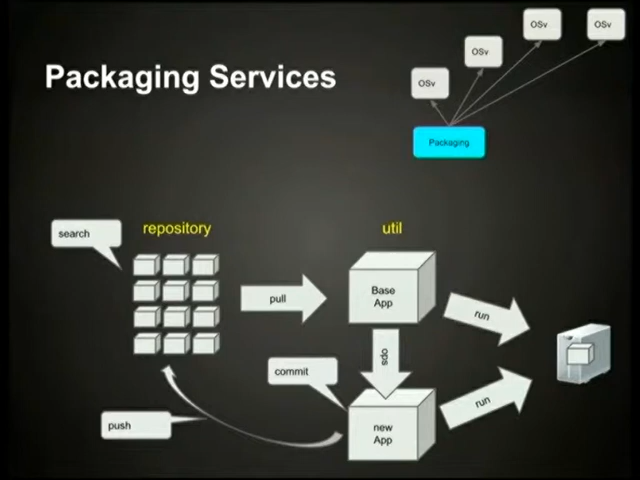 OSv
OSv
OSv
OSv
Packaging Services
Packaging
search
repository
util
pull
Base
App
run
ops
commit
run
push
new
App